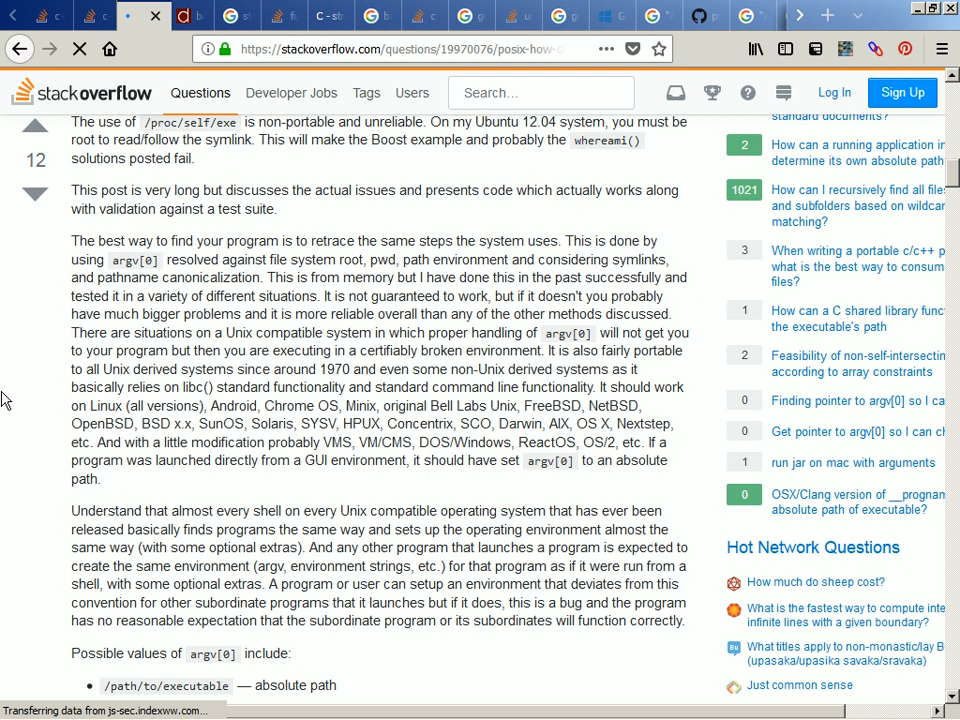 c
c
C - str
https://stackoverflow.com/questions/19970076/posix-how-d
stackoverflow
Questions
Developer Jobs
Tags
Users
Search...
Log In
Sign Up
12
The use of /proc/self/exe is non-portable and unreliable. On my Ubuntu 12.04 system, you must be
root to read/follow the symlink. This will make the Boost example and probably the whereami()
solutions posted fail.
This post is very long but discusses the actual issues and presents code which actually works along
with validation against a test suite.
The best way to find your program is to retrace the same steps the system uses. This is done by
using argv[0] resolved against file system root, pwd, path environment and considering symlinks,
and pathname canonicalization. This is from memory but I have done this in the past successfully and
tested it in a variety of different situations. It is not guaranteed to work, but if it doesn't you probably
have much bigger problems and it is more reliable overall than any of the other methods discussed.
There are situations on a Unix compatible system in which proper handling of argv[0] will not get you
to your program but then you are executing in a certifiably broken environment. It is also fairly portable
to all Unix derived systems since around 1970 and even some non-Unix derived systems as it
basically relies on libc() standard functionality and standard command line functionality. It should work
on Linux (all versions), Android, Chrome OS, Minix, original Bell Labs Unix, FreeBSD, NetBSD,
OpenBSD, BSD x.x, SunOS, Solaris, SYSV, HPUX, Concentrix, SCO, Darwin, AIX, OS X, Nextstep,
etc. And with a little modification probably VMS, VM/CMS, DOS/Windows, ReactOS, OS/2, etc. If a
program was launched directly from a GUI environment, it should have set argv[0] to an absolute
path.
Understand that almost every shell on every Unix compatible operating system that has ever been
released basically finds programs the same way and sets up the operating environment almost the
same way (with some optional extras). And any other program that launches a program is expected to
create the same environment (argv, environment strings, etc.) for that program as if it were run from a
shell, with some optional extras. A program or user can setup an environment that deviates from this
convention for other subordinate programs that it launches but if it does, this is a bug and the program
has no reasonable expectation that the subordinate program or its subordinates will function correctly.
Possible values of argv[0] include:
• /path/to/executable — absolute path
standard documents?
2
How can a running application in
determine its own absolute path
1021
How can I recursively find all files
and subfolders based on wildcar
matching?
3
When writing a portable c/c++ p
what is the best way to consum
files?
1
How can a C shared library func
the executable's path
2
Feasibility of non-self-intersectin
according to array constraints
0
Finding pointer to argv[0] so I ca
0
Get pointer to argv[0] so I can ch
1
run jar on mac with arguments
0
OSX/Clang version of __prognam
absolute path of executable?
Hot Network Questions
How much do sheep cost?
What is the fastest way to compute inte
infinite lines with a given boundary?
What titles apply to non-monastic/lay B
(upasaka/upasika savaka/sravaka)
Just common sense
Transferring data from js-sec.indexww.com...